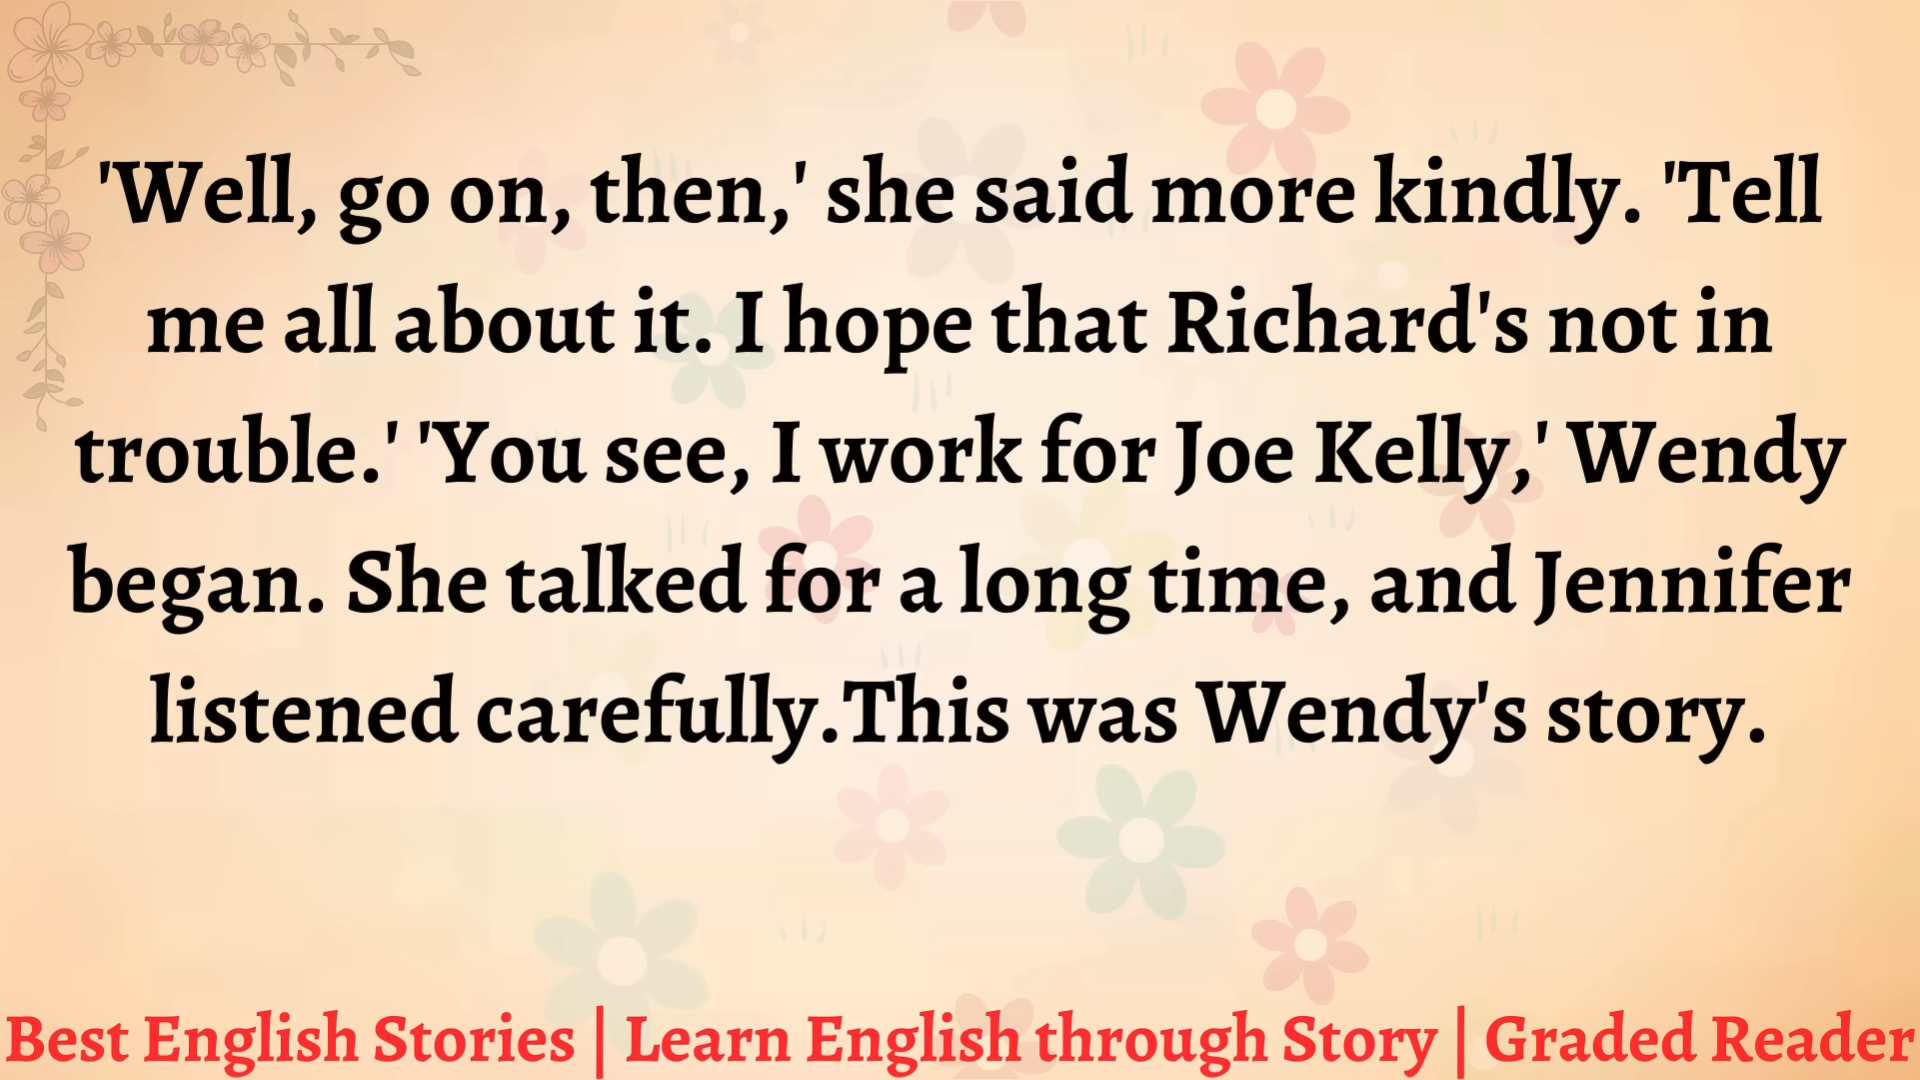 'Well, go on, then,' she said more kindly. 'Tell
me all about it. I hope that Richard's not in
trouble.' 'You see, I work for Joe Kelly,' Wendy
began. She talked for a long time, and Jennifer
listened carefully.This was Wendy's story.
Best English Stories | Learn English through Story | Graded Reader